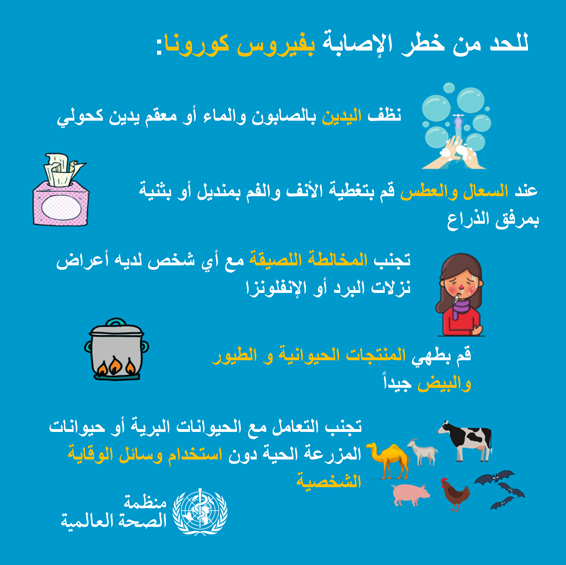 للحد من خطر الإصابة بفيروس كورونا:
نظف اليدين بالصابون والماء أو معقم يدين كحولي
عند السعال والعطس قم بتغطية الأنف والفم بمنديل أو بثنية
بمرفق الذراع
تجنب المخالطة اللصيقة مع أي شخص لديه أعراض
نزلات البرد أو الإنفلونزا
قم بطهي المنتجات الحيوانية و الطيور
والبيض جيداً
تجنب التعامل مع الحيوانات البرية أو حيوانات
المزرعة الحية دون استخدام وسائل الوقاية
الشخصية
منظمة
الصحة العالمية